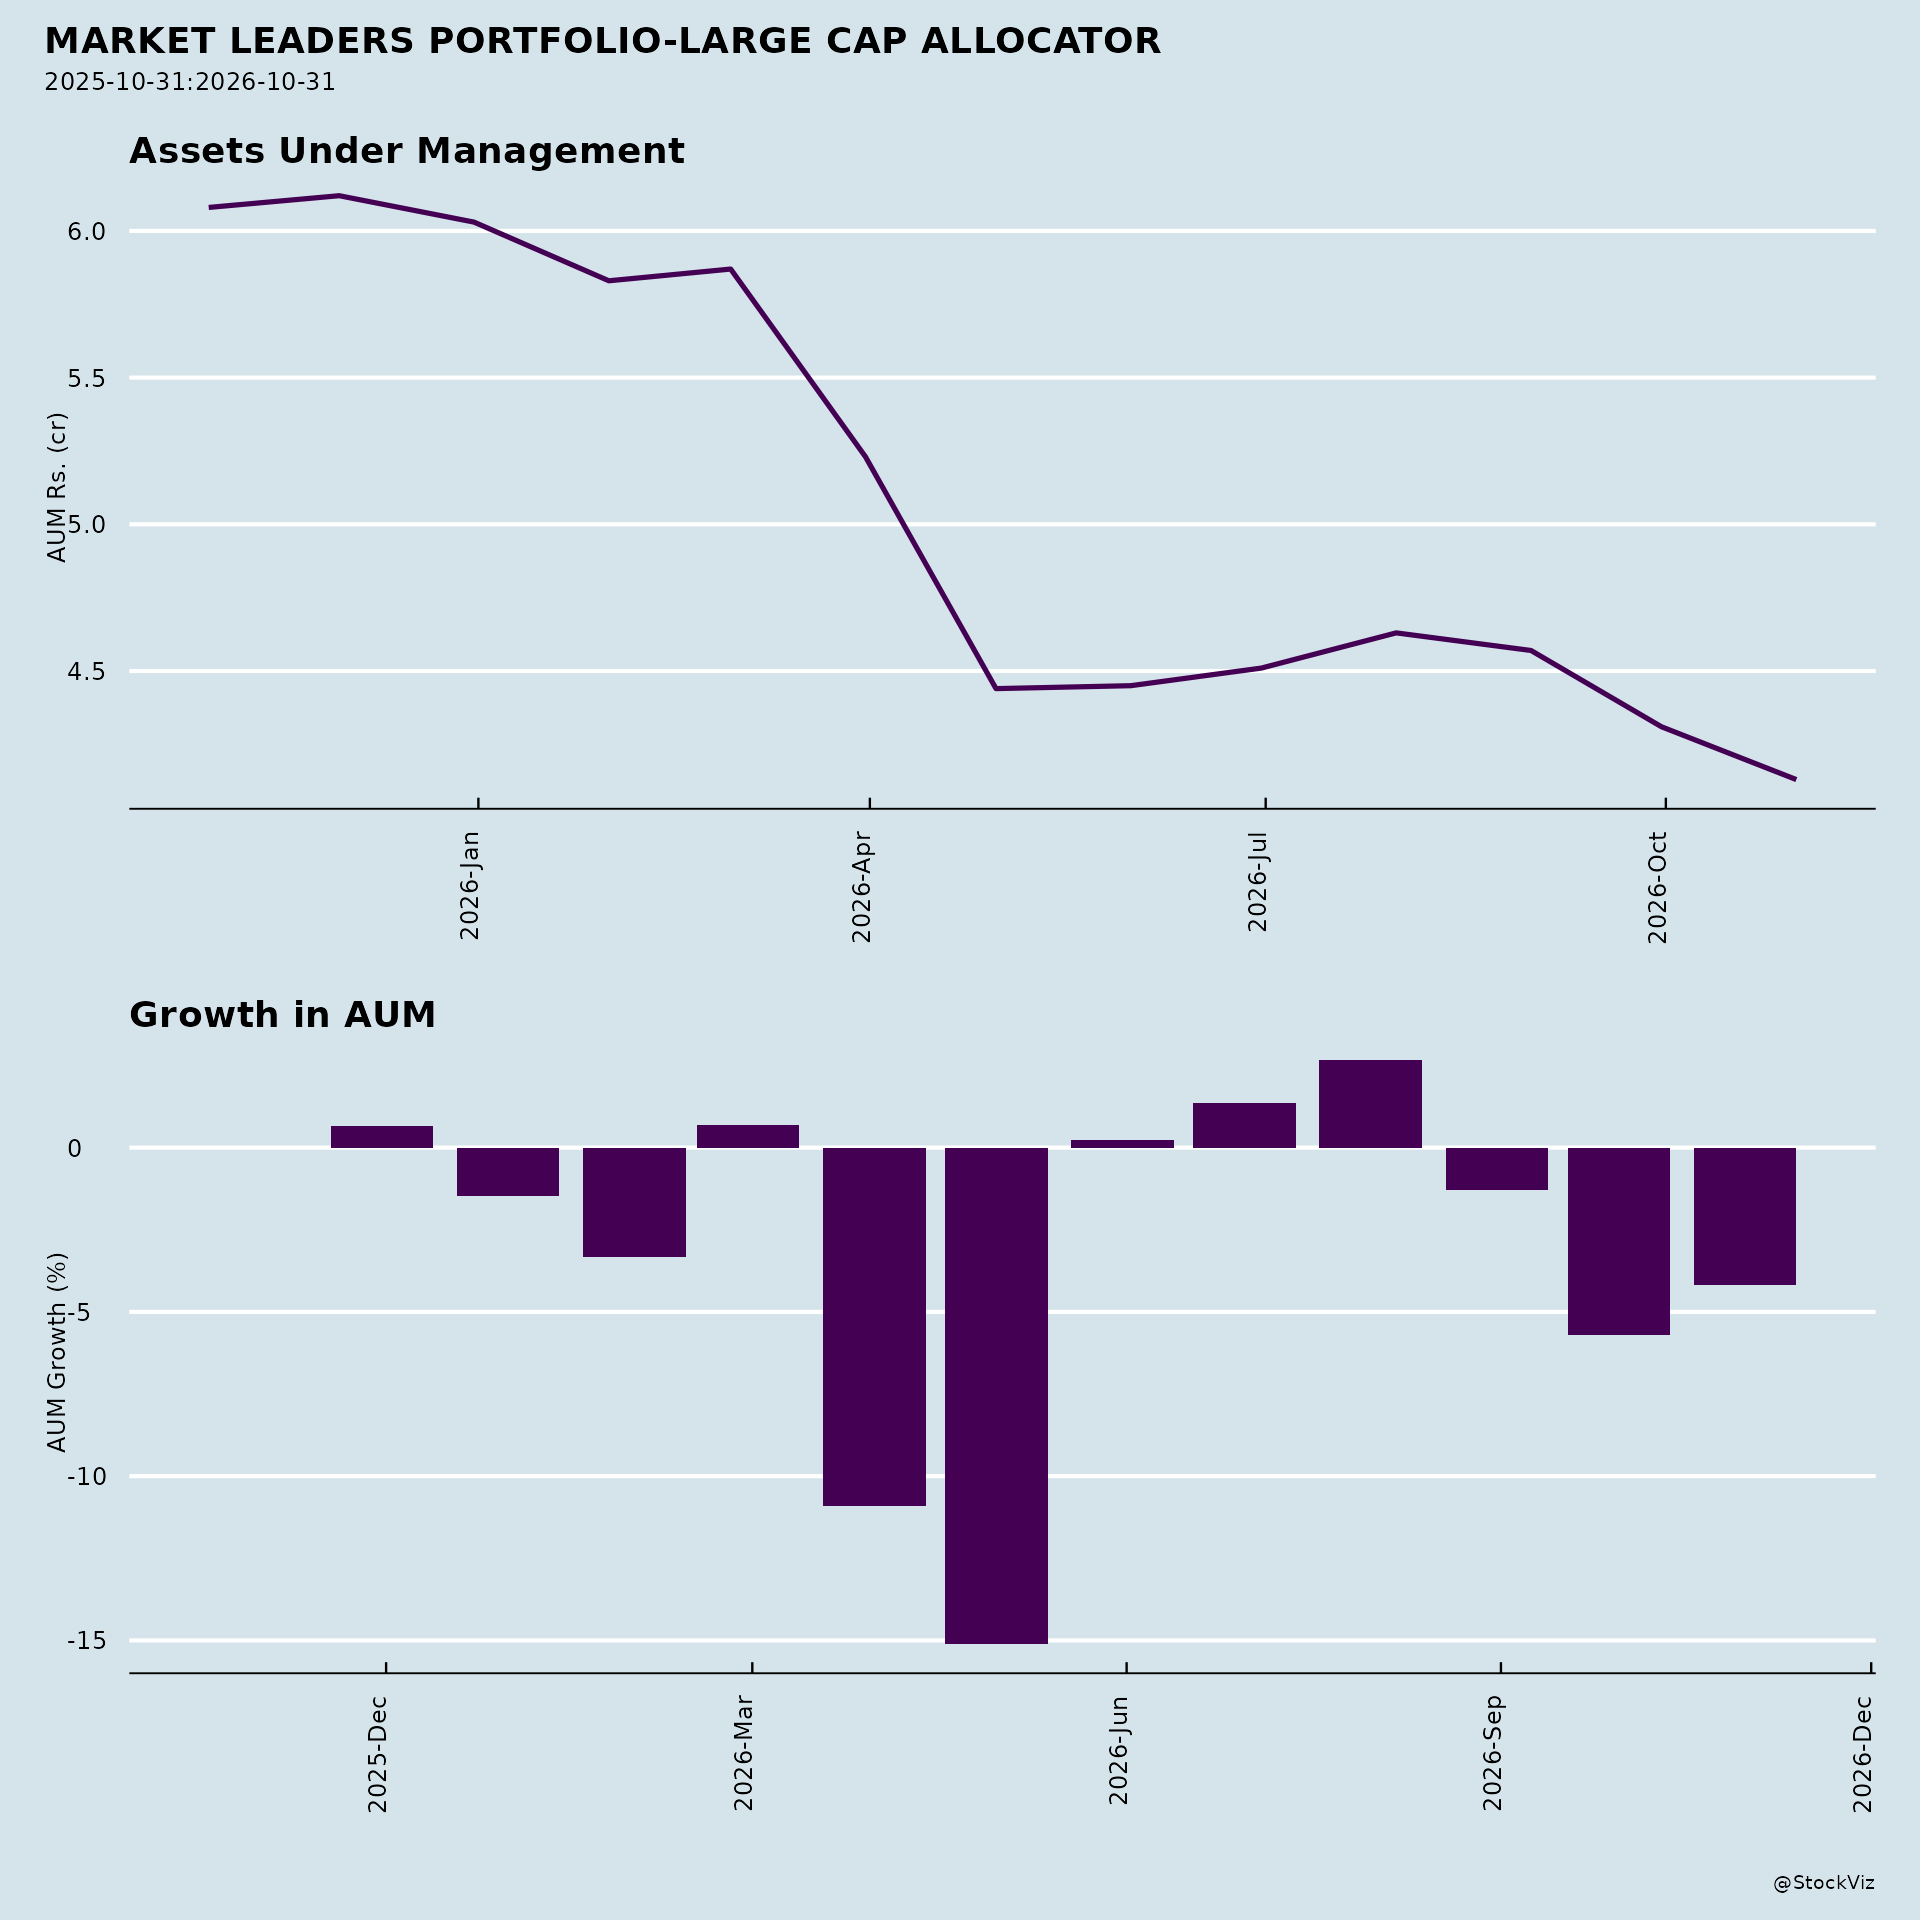 MARKET LEADERS PORTFOLIO-LARGE CAP ALLOCATOR
2025-10-31:2026-10-31
Assets Under Management
AUM Rs. (cr)
6.0
5.5
5.0
4.5
2026-Jan
2026-Apr
2026-Jul
2026-Oct
Growth in AUM
AUM Growth (%)
0
-5
-10
-15
2025-Dec
2026-Mar
2026-Jun
2026-Sep
2026-Dec
@StockViz